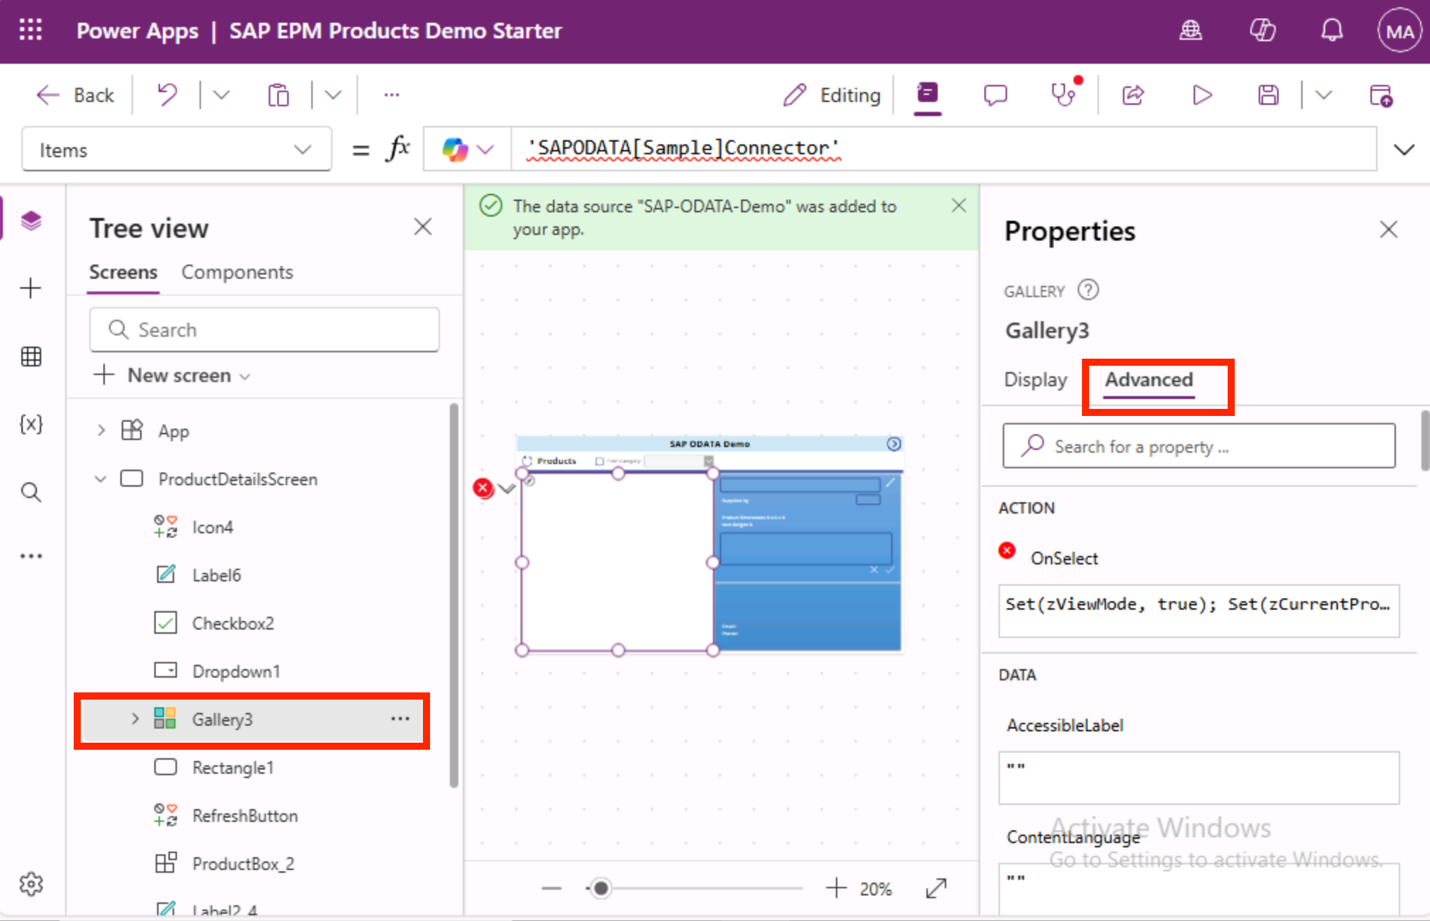 Power Apps | SAP EPM Products Demo Starter
MA
Back
Editing
Items
= fx
'SAPODATA[Sample]Connector'
Tree view
Screens
Components
Search
New screen
App
ProductDetailsScreen
Icon4
Label6
Checkbox2
Dropdown1
Gallery3
Rectangle1
RefreshButton
ProductBox_2
Label2_4
The data source "SAP-ODATA-Demo" was added to
your app.
SAP ODATA Demo
Products
20%
Properties
GALLERY
Gallery3
Display
Advanced
Search for a property ...
ACTION
OnSelect
Set(zViewMode, true); Set(zCurrentPro...
DATA
AccessibleLabel
""
ContentLanguage
""
Activate Windows
Go to Settings to activate Windows.